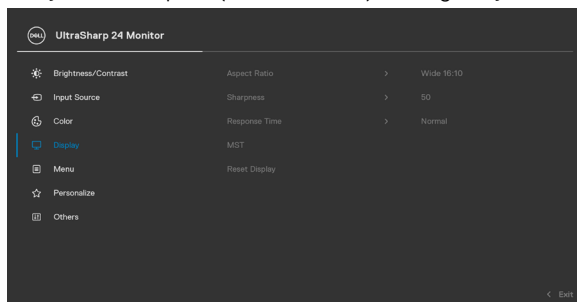 DELL UltraSharp 24 Monitor
Brightness/Contrast Aspect Ratio > Wide 16:10
Input Source Sharpness > 50
Color Response Time > Normal
Display MST
Menu Reset Display
Personalize
Others
< Exit